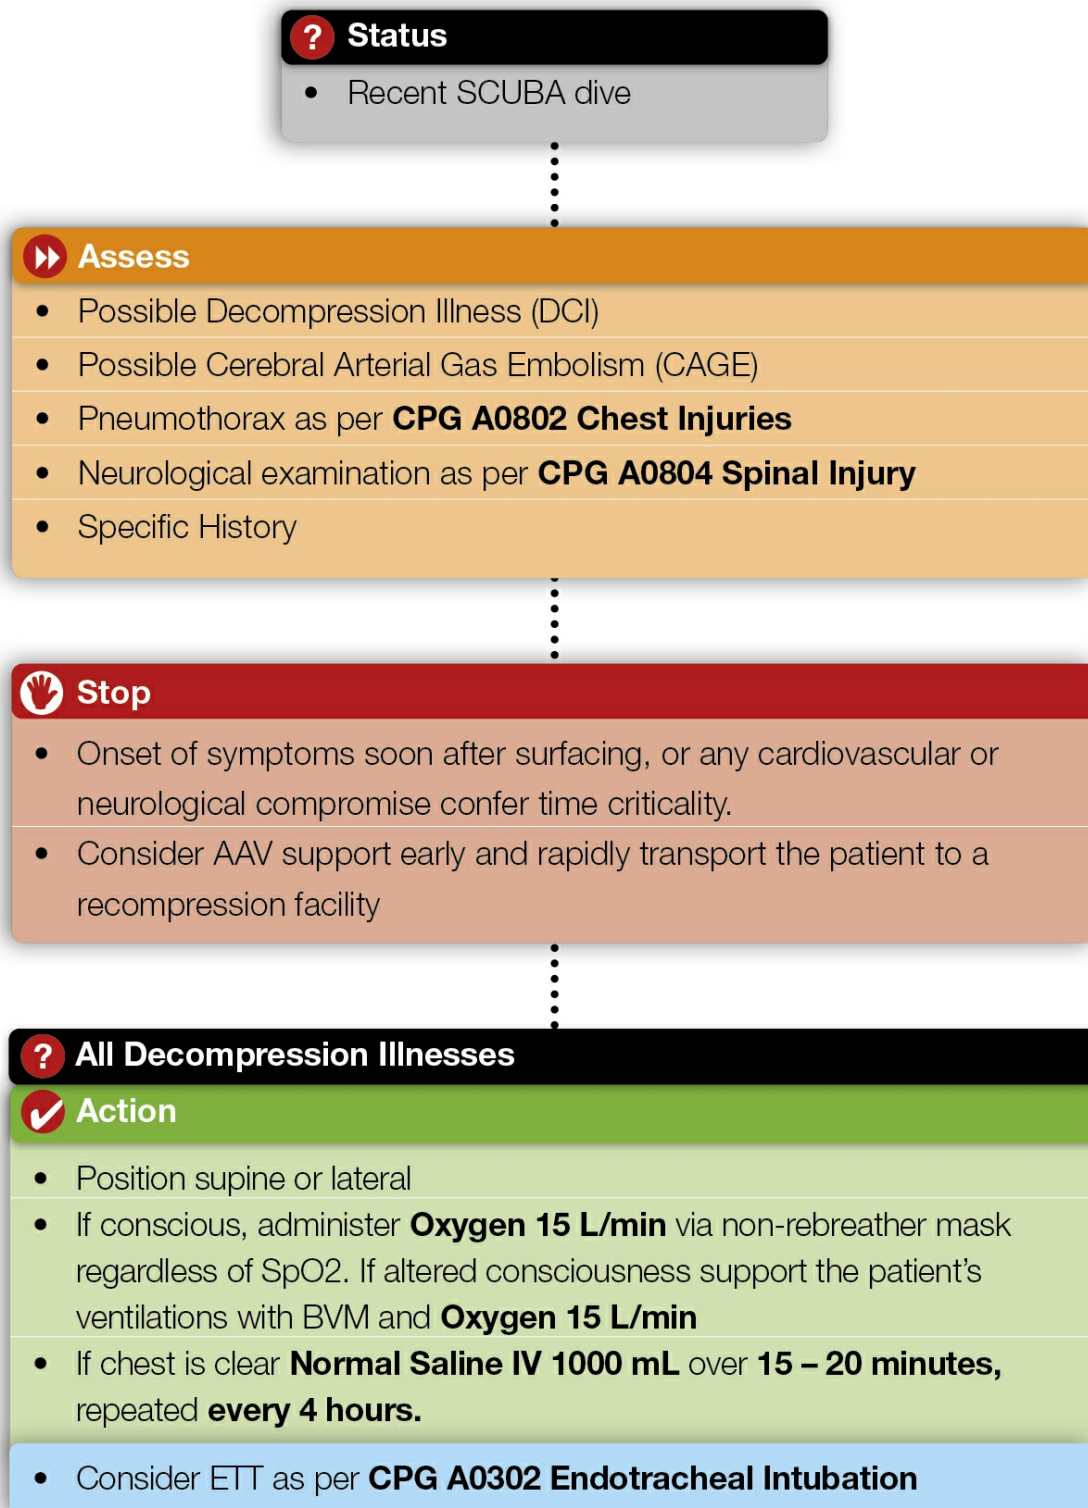 ? Status
• Recent SCUBA dive
Assess
• Possible Decompression Illness (DCI)
• Possible Cerebral Arterial Gas Embolism (CAGE)
• Pneumothorax as per CPG A0802 Chest Injuries
• Neurological examination as per CPG A0804 Spinal Injury
• Specific History
Stop
• Onset of symptoms soon after surfacing, or any cardiovascular or
neurological compromise confer time criticality.
• Consider AAV support early and rapidly transport the patient to a
recompression facility
? All Decompression Illnesses
Action
• Position supine or lateral
• If conscious, administer Oxygen 15 L/min via non-rebreather mask
regardless of SpO2. If altered consciousness support the patient’s
ventilations with BVM and Oxygen 15 L/min
• If chest is clear Normal Saline IV 1000 mL over 15 – 20 minutes,
repeated every 4 hours.
• Consider ETT as per CPG A0302 Endotracheal Intubation